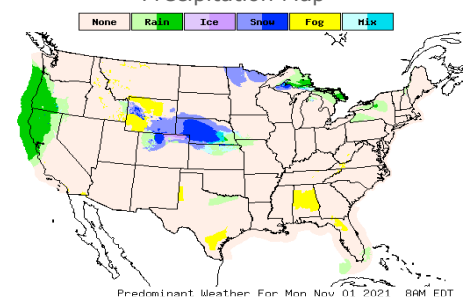 Precipitation Map
None Rain Ice Snow Fog Mix
Predominant Weather For Mon Nov 01 2021 8AM EDT